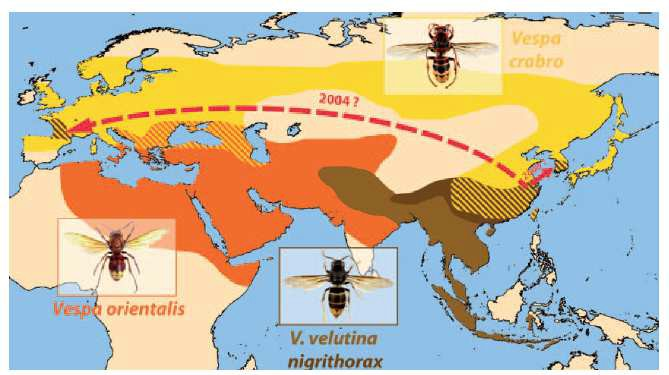 Vespa
crabro
2004 ?
Vespa orientalis
V. velutina
nigrithorax